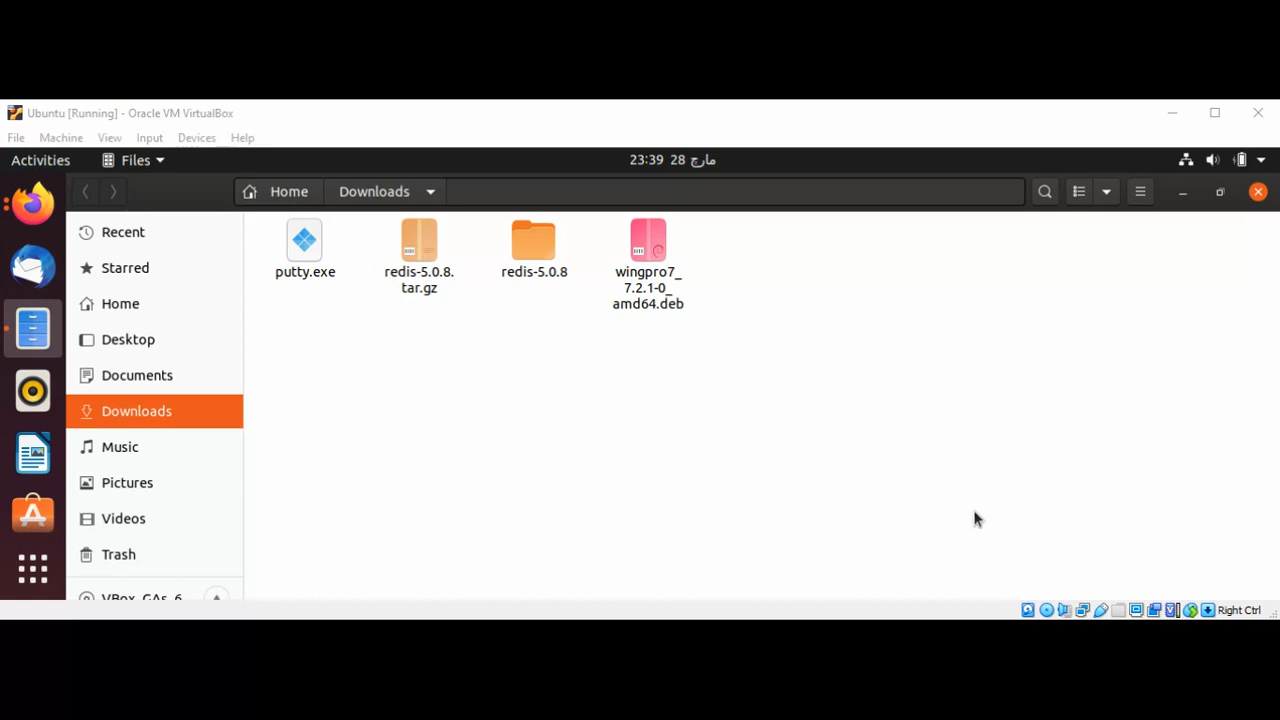 Ubuntu [Running] - Oracle VM VirtualBox
File Machine View Input Devices Help
Activities Files 23:39 28 مارچ
Home Downloads
Recent
Starred
Home
Desktop
Documents
Downloads
Music
Pictures
Videos
Trash
VBox_GAs_6
putty.exe
redis-5.0.8.
tar.gz
redis-5.0.8
wingpro7_
7.2.1-0_
amd64.deb
Right Ctrl